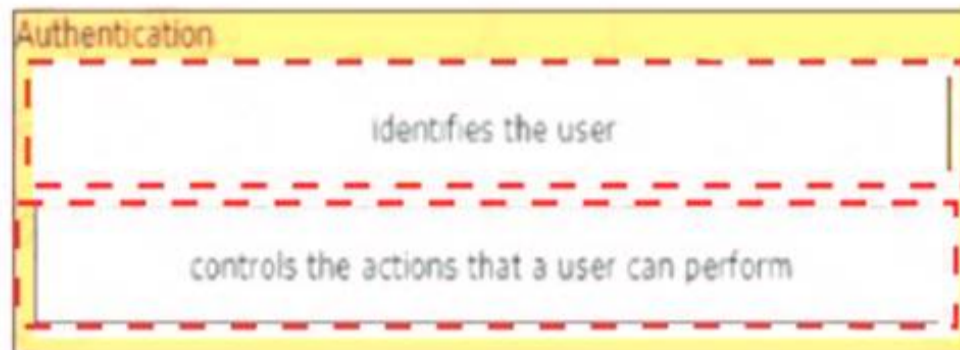 Authentication
identifies the user
controls the actions that a user can perform